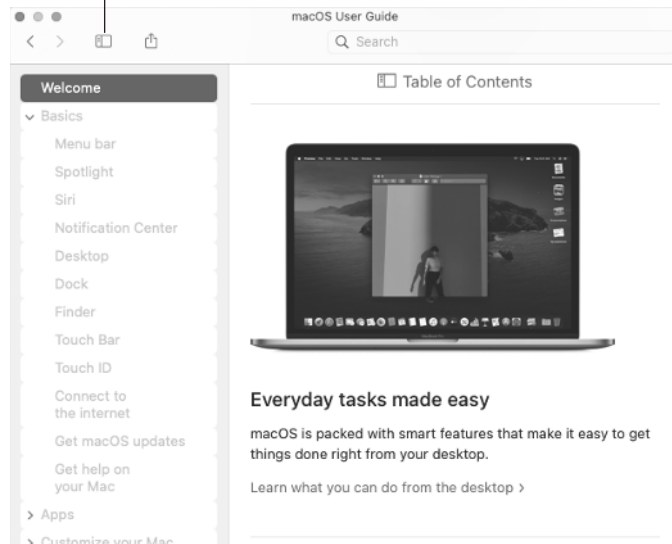 macOS User Guide
Search
Welcome
Basics
Menu bar
Spotlight
Siri
Notification Center
Desktop
Dock
Finder
Touch Bar
Touch ID
Connect to
the internet
Get macOS updates
Get help on
your Mac
Apps
Customize your Mac
Table of Contents
Everyday tasks made easy
macOS is packed with smart features that make it easy to get
things done right from your desktop.
Learn what you can do from the desktop >